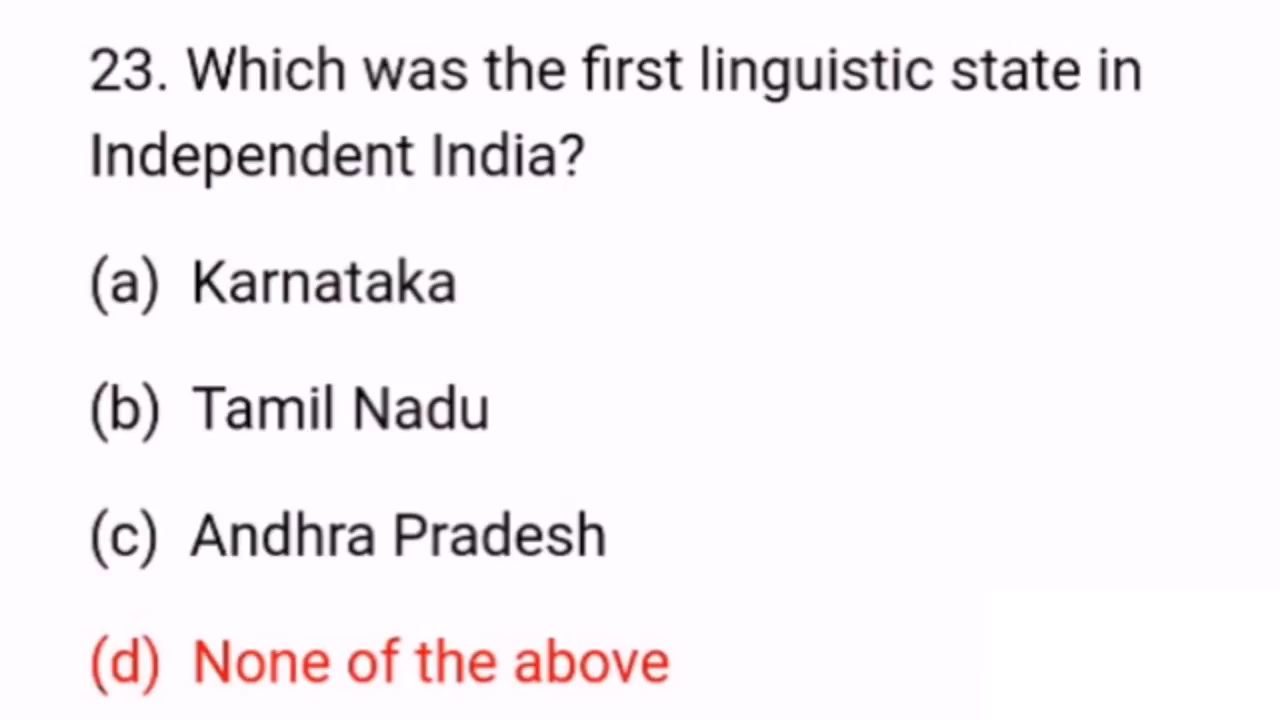 23. Which was the first linguistic state in
Independent India?
(a) Karnataka
(b) Tamil Nadu
(c) Andhra Pradesh
(d) None of the above